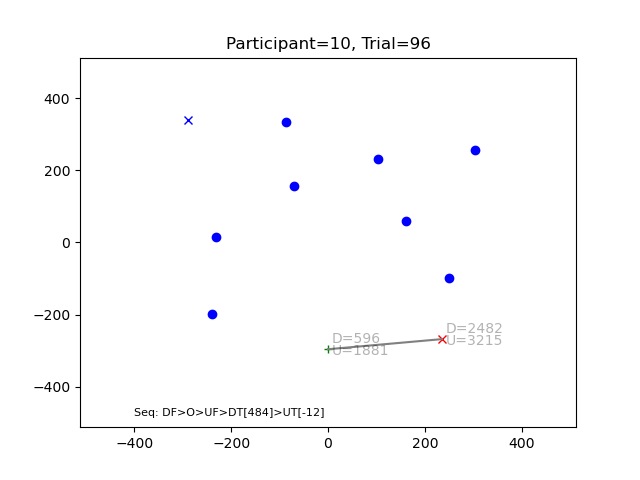 Participant=10, Trial=96
400
200
0
−200
−400
D=596
U=1881
D=2482
U=3215
Seq: DF>O>UF>DT[484]>UT[-12]
−400 −200 0 200 400